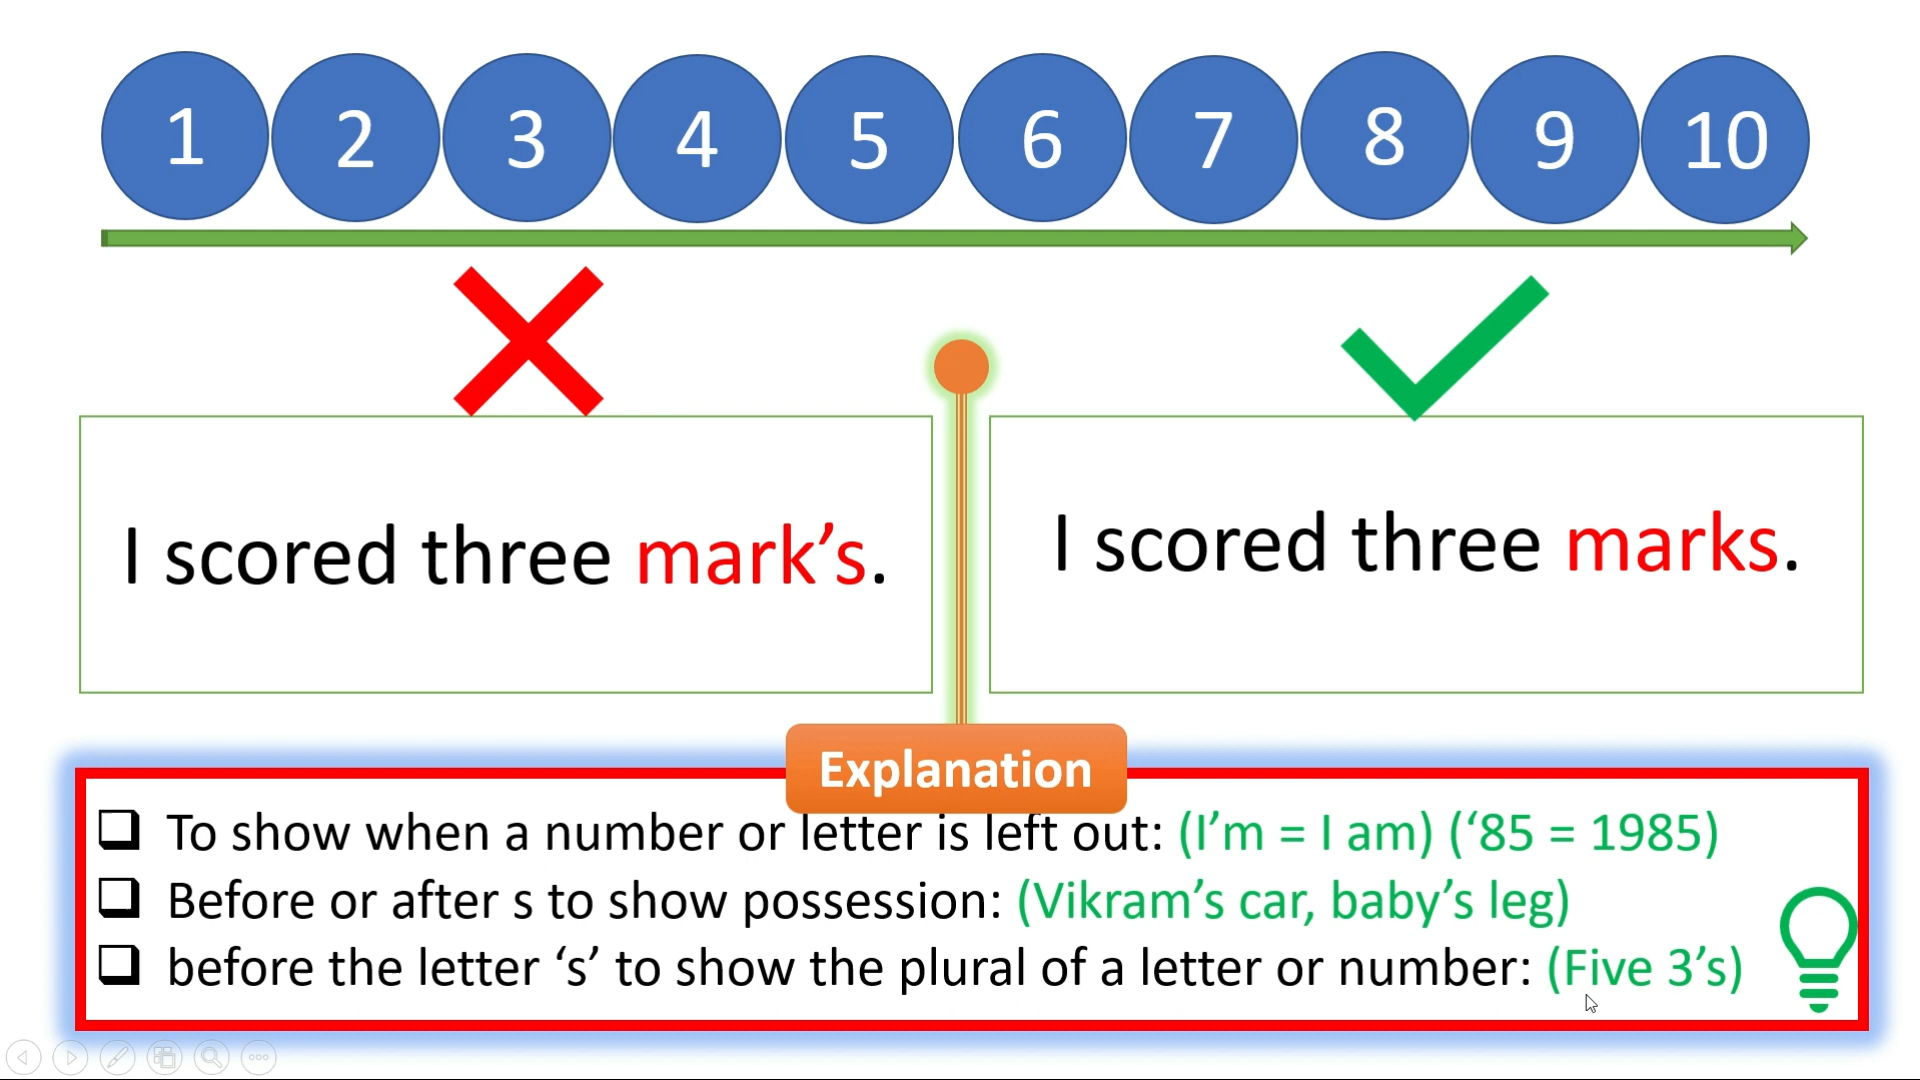 1 2 3 4 5 6 7 8 9 10
I scored three mark’s.
I scored three marks.
Explanation
To show when a number or letter is left out: (I’m = I am) (‘85 = 1985)
Before or after s to show possession: (Vikram’s car, baby’s leg)
before the letter ‘s’ to show the plural of a letter or number: (Five 3’s)